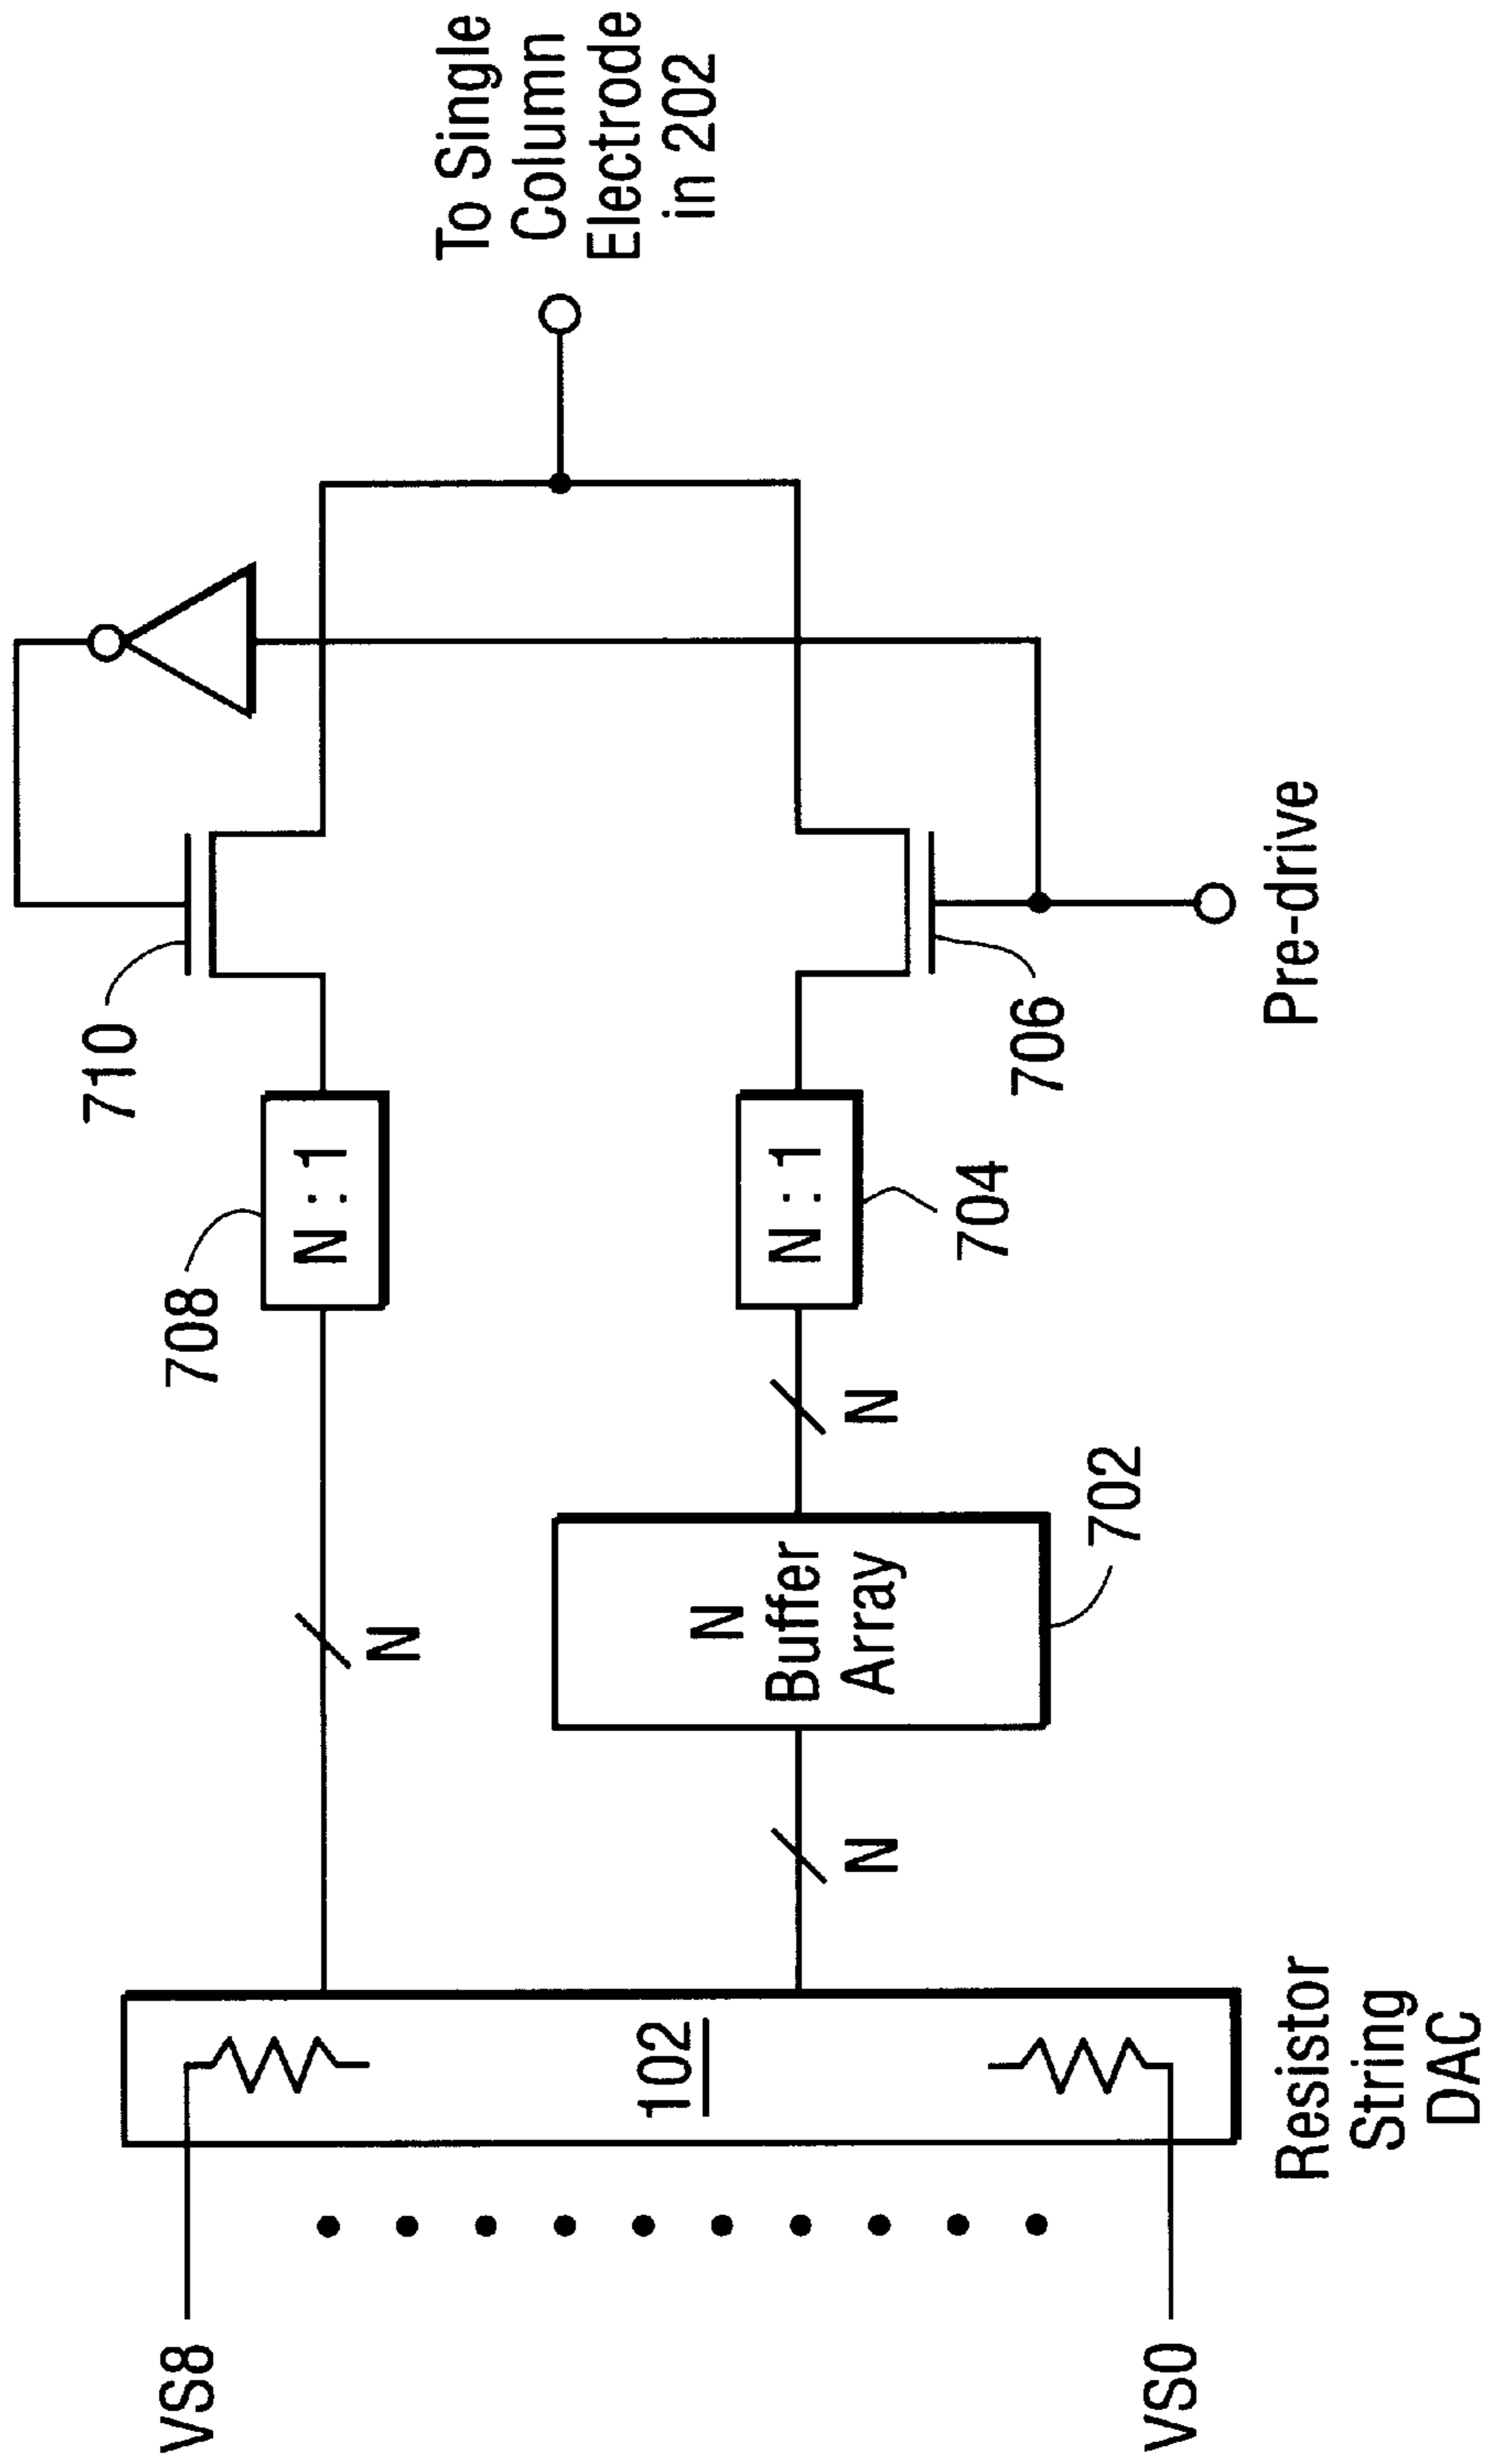 VS8
VS0
102
Resistor
String
DAC
N
N
N
Buffer
Array
702
N
708
N : 1
N : 1
704
710
706
Pre-drive
To Single
Column
Electrode
in 202